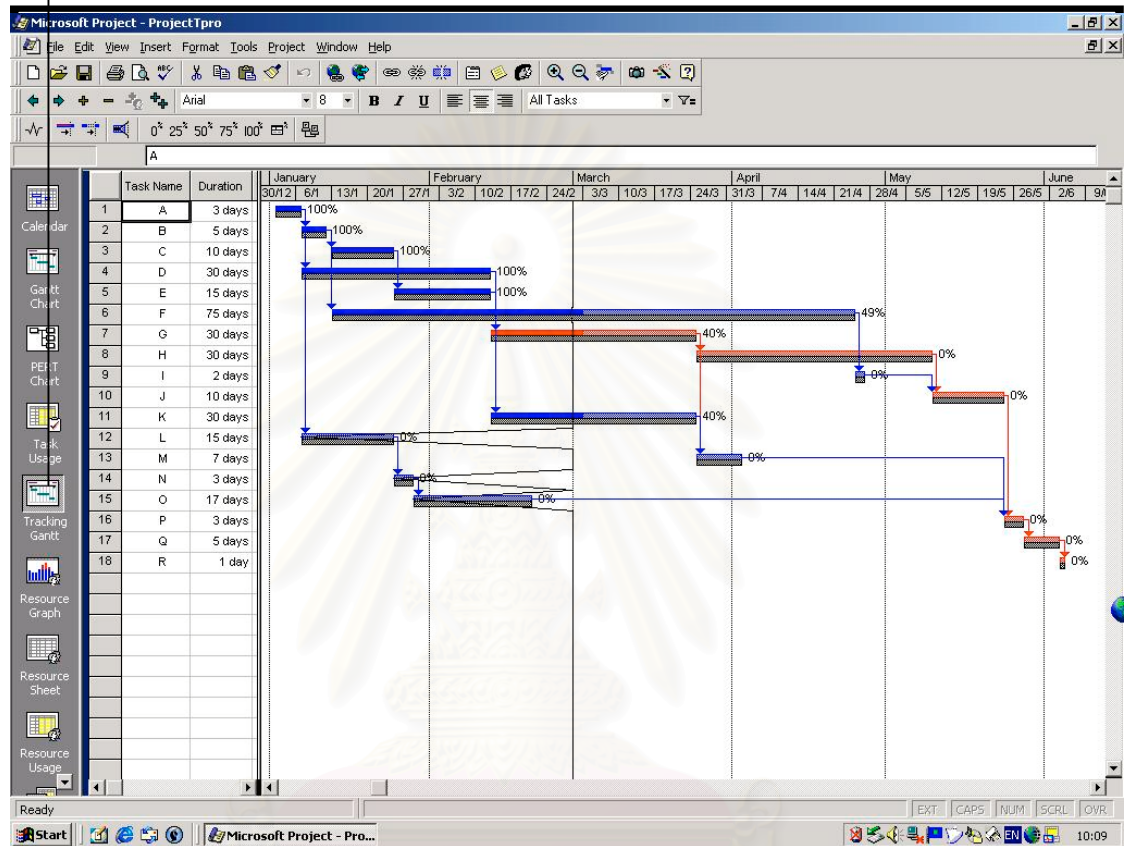 Microsoft Project - ProjectTpro
File Edit View Insert Format Tools Project Window Help
Arial 8 B I U All Tasks
0% 25% 50% 75% 100%
A
Task Name Duration
January February March April May June
30/12 6/1 13/1 20/1 27/1 3/2 10/2 17/2 24/2 3/3 10/3 17/3 24/3 31/3 7/4 14/4 21/4 28/4 5/5 12/5 19/5 26/5 2/6
1 A 3 days 100%
2 B 5 days 100%
3 C 10 days 100%
4 D 30 days 100%
5 E 15 days 100%
6 F 75 days 49%
7 G 30 days 40%
8 H 30 days 0%
9 I 2 days 0%
10 J 10 days 0%
11 K 30 days 40%
12 L 15 days 0%
13 M 7 days 0%
14 N 3 days 0%
15 O 17 days 0%
16 P 3 days 0%
17 Q 5 days 0%
18 R 1 day 0%
Calendar
Gantt
Chart
PERT
Chart
Task
Usage
Tracking
Gantt
Resource
Graph
Resource
Sheet
Resource
Usage
Ready
EXT CAPS NUM SCRL OVR
Start Microsoft Project - Pro... EN 10:09